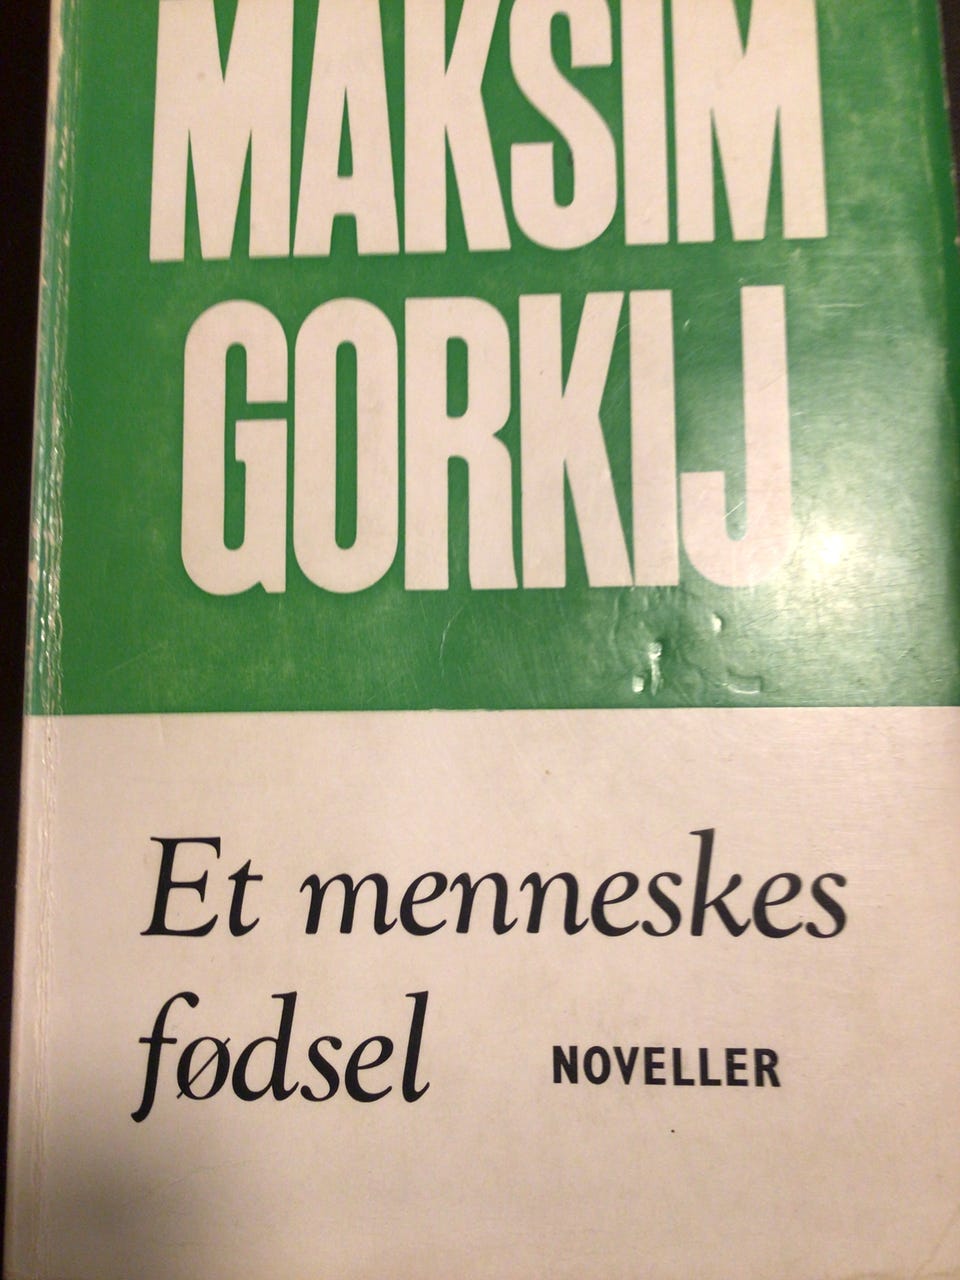 MAKSIM
GORKIJ
Et menneskes
fødsel NOVELLER